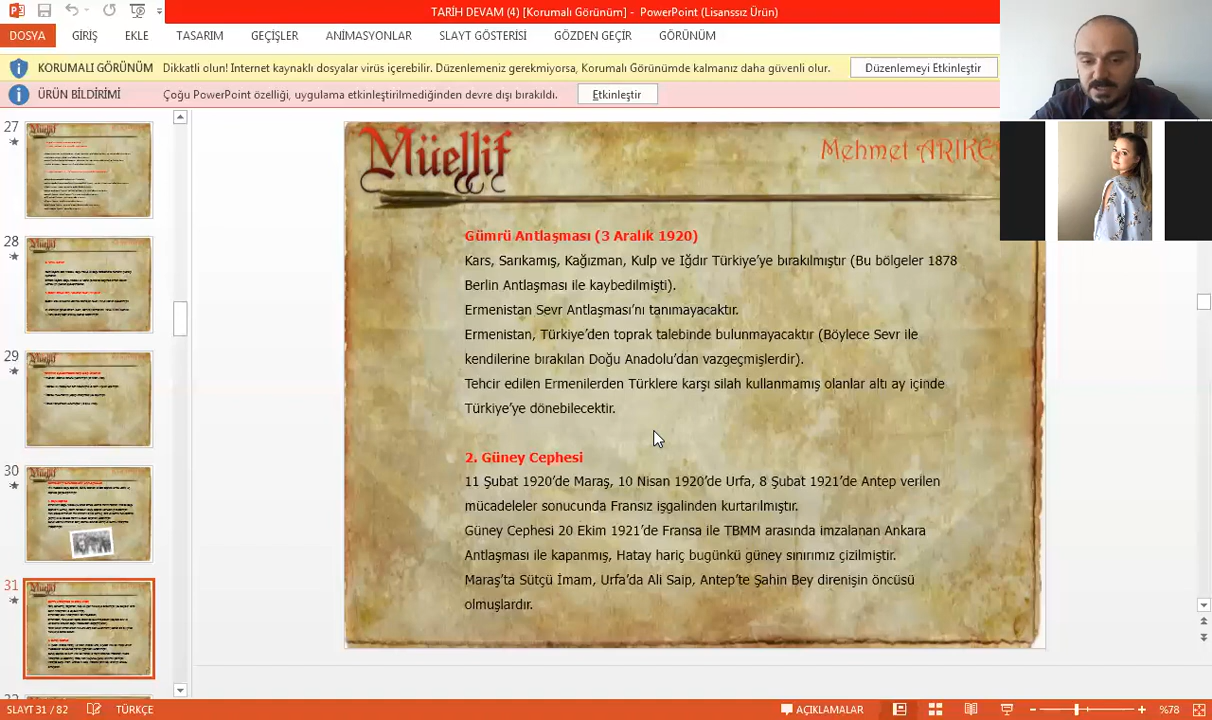 TARİH DEVAM (4) [Korumalı Görünüm] - PowerPoint (Lisanssız Ürün)
DOSYA GİRİŞ EKLE TASARIM GEÇİŞLER ANİMASYONLAR SLAYT GÖSTERİSİ GÖZDEN GEÇİR GÖRÜNÜM
KORUMALI GÖRÜNÜM Dikkatli olun! Internet kaynaklı dosyalar virüs içerebilir. Düzenlemeniz gerekmiyorsa, Korumalı Görünümde kalmanız daha güvenli olur. Düzenlemeyi Etkinleştir
ÜRÜN BİLDİRİMİ Çoğu PowerPoint özelliği, uygulama etkinleştirilmediğinden devre dışı bırakıldı. Etkinleştir
27
28
29
30
31
Müellif
Mehmet
Gümrü Antlaşması (3 Aralık 1920)
Kars, Sarıkamış, Kağızman, Kulp ve Iğdır Türkiye’ye bırakılmıştır (Bu bölgeler 1878
Berlin Antlaşması ile kaybedilmişti).
Ermenistan Sevr Antlaşması’nı tanımayacaktır.
Ermenistan, Türkiye’den toprak talebinde bulunmayacaktır (Böylece Sevr ile
kendilerine bırakılan Doğu Anadolu’dan vazgeçmişlerdir).
Tehcir edilen Ermenilerden Türklere karşı silah kullanmamış olanlar altı ay içinde
Türkiye’ye dönebilecektir.
2. Güney Cephesi
11 Şubat 1920’de Maraş, 10 Nisan 1920’de Urfa, 8 Şubat 1921’de Antep verilen
mücadeleler sonucunda Fransız işgalinden kurtarılmıştır.
Güney Cephesi 20 Ekim 1921’de Fransa ile TBMM arasında imzalanan Ankara
Antlaşması ile kapanmış, Hatay hariç bugünkü güney sınırımız çizilmiştir.
Maraş’ta Sütçü İmam, Urfa’da Ali Saip, Antep’te Şahin Bey direnişin öncüsü
olmuşlardır.
SLAYT 31 / 82 TÜRKÇE AÇIKLAMALAR %78